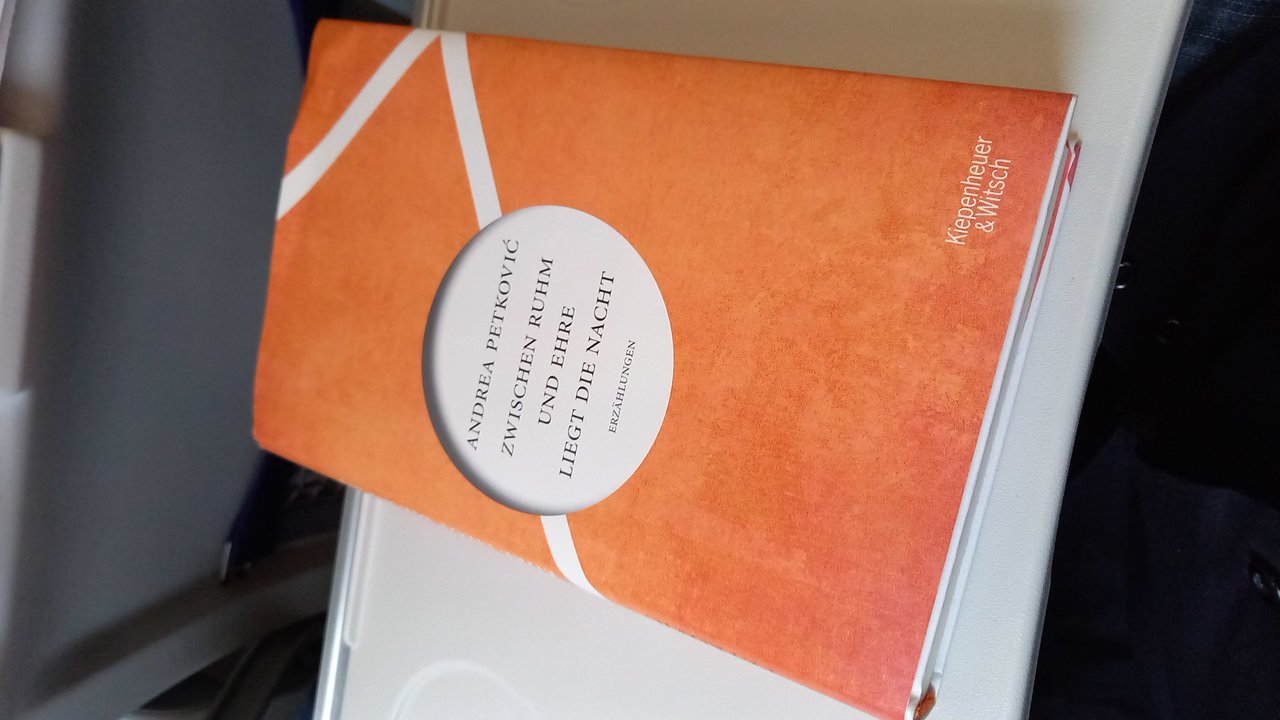 ANDREA PETKOVIĆ
ZWISCHEN RUHM
UND EHRE
LIEGT DIE NACHT
ERZÄHLUNGEN
Kiepenheuer
& Witsch